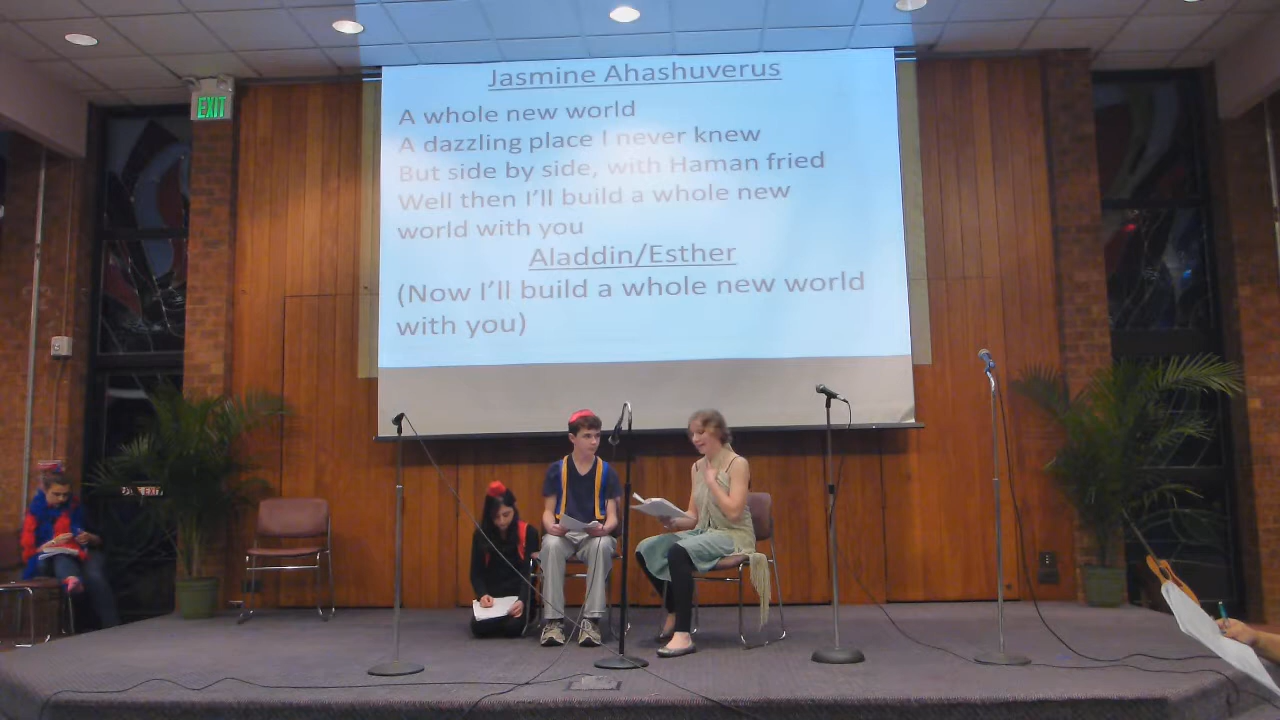 Jasmine Ahashuverus
A whole new world
A dazzling place I never knew
But side by side, with Haman fried
Well then I’ll build a whole new
world with you
Aladdin/Esther
(Now I’ll build a whole new world
with you)
EXIT
EXIT